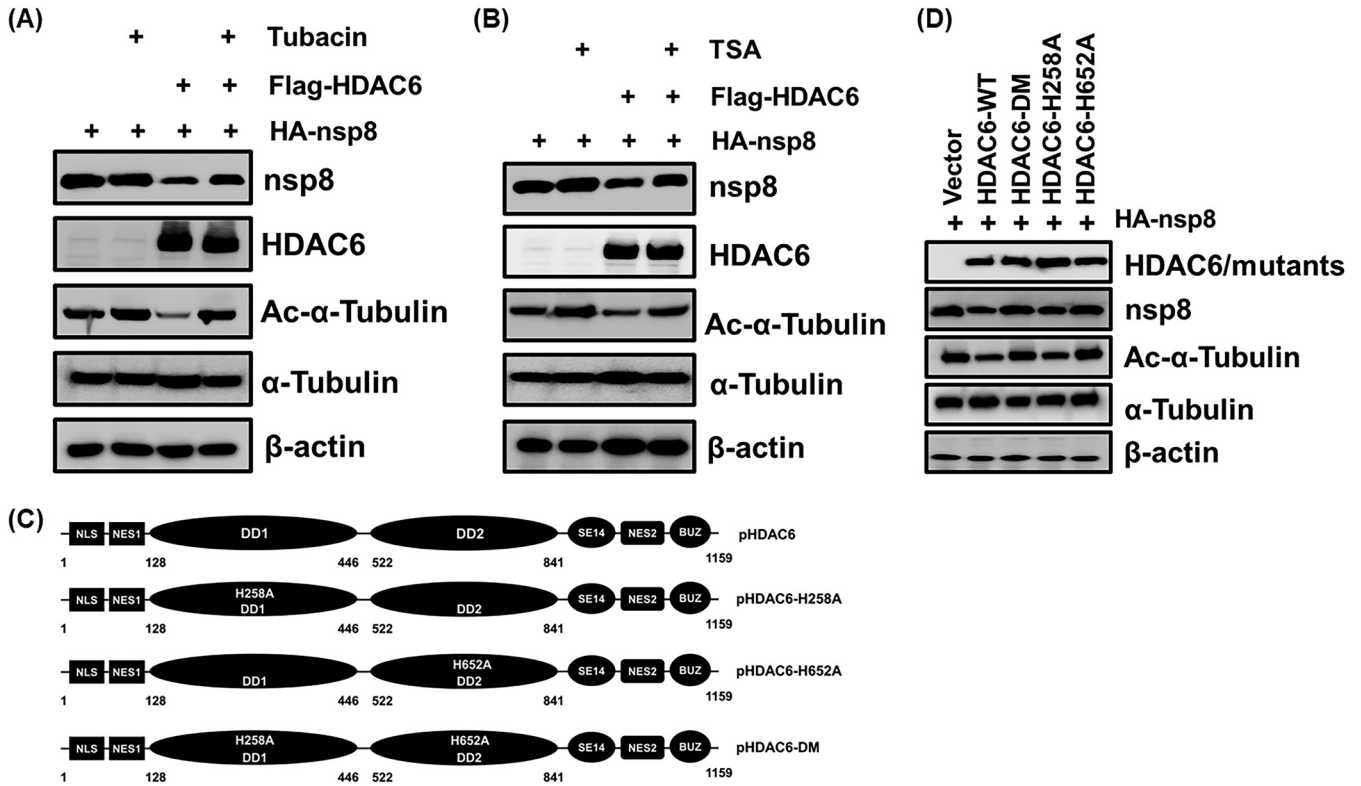 (A)
+ + Tubacin
+ + Flag-HDAC6
+ + + + HA-nsp8
nsp8
HDAC6
Ac-α-Tubulin
α-Tubulin
β-actin
(B)
+ + TSA
+ + Flag-HDAC6
+ + + + HA-nsp8
nsp8
HDAC6
Ac-α-Tubulin
α-Tubulin
β-actin
(D)
Vector
HDAC6-WT
HDAC6-DM
HDAC6-H258A
HDAC6-H652A
+ + + + + HA-nsp8
HDAC6/mutants
nsp8
Ac-α-Tubulin
α-Tubulin
β-actin
(C)
NLS NES1 DD1 DD2 SE14 NES2 BUZ pHDAC6
1 128 446 522 841 1159
NLS NES1 H258A DD1 DD2 SE14 NES2 BUZ pHDAC6-H258A
1 128 446 522 841 1159
NLS NES1 DD1 H652A DD2 SE14 NES2 BUZ pHDAC6-H652A
1 128 446 522 841 1159
NLS NES1 H258A DD1 H652A DD2 SE14 NES2 BUZ pHDAC6-DM
1 128 446 522 841 1159